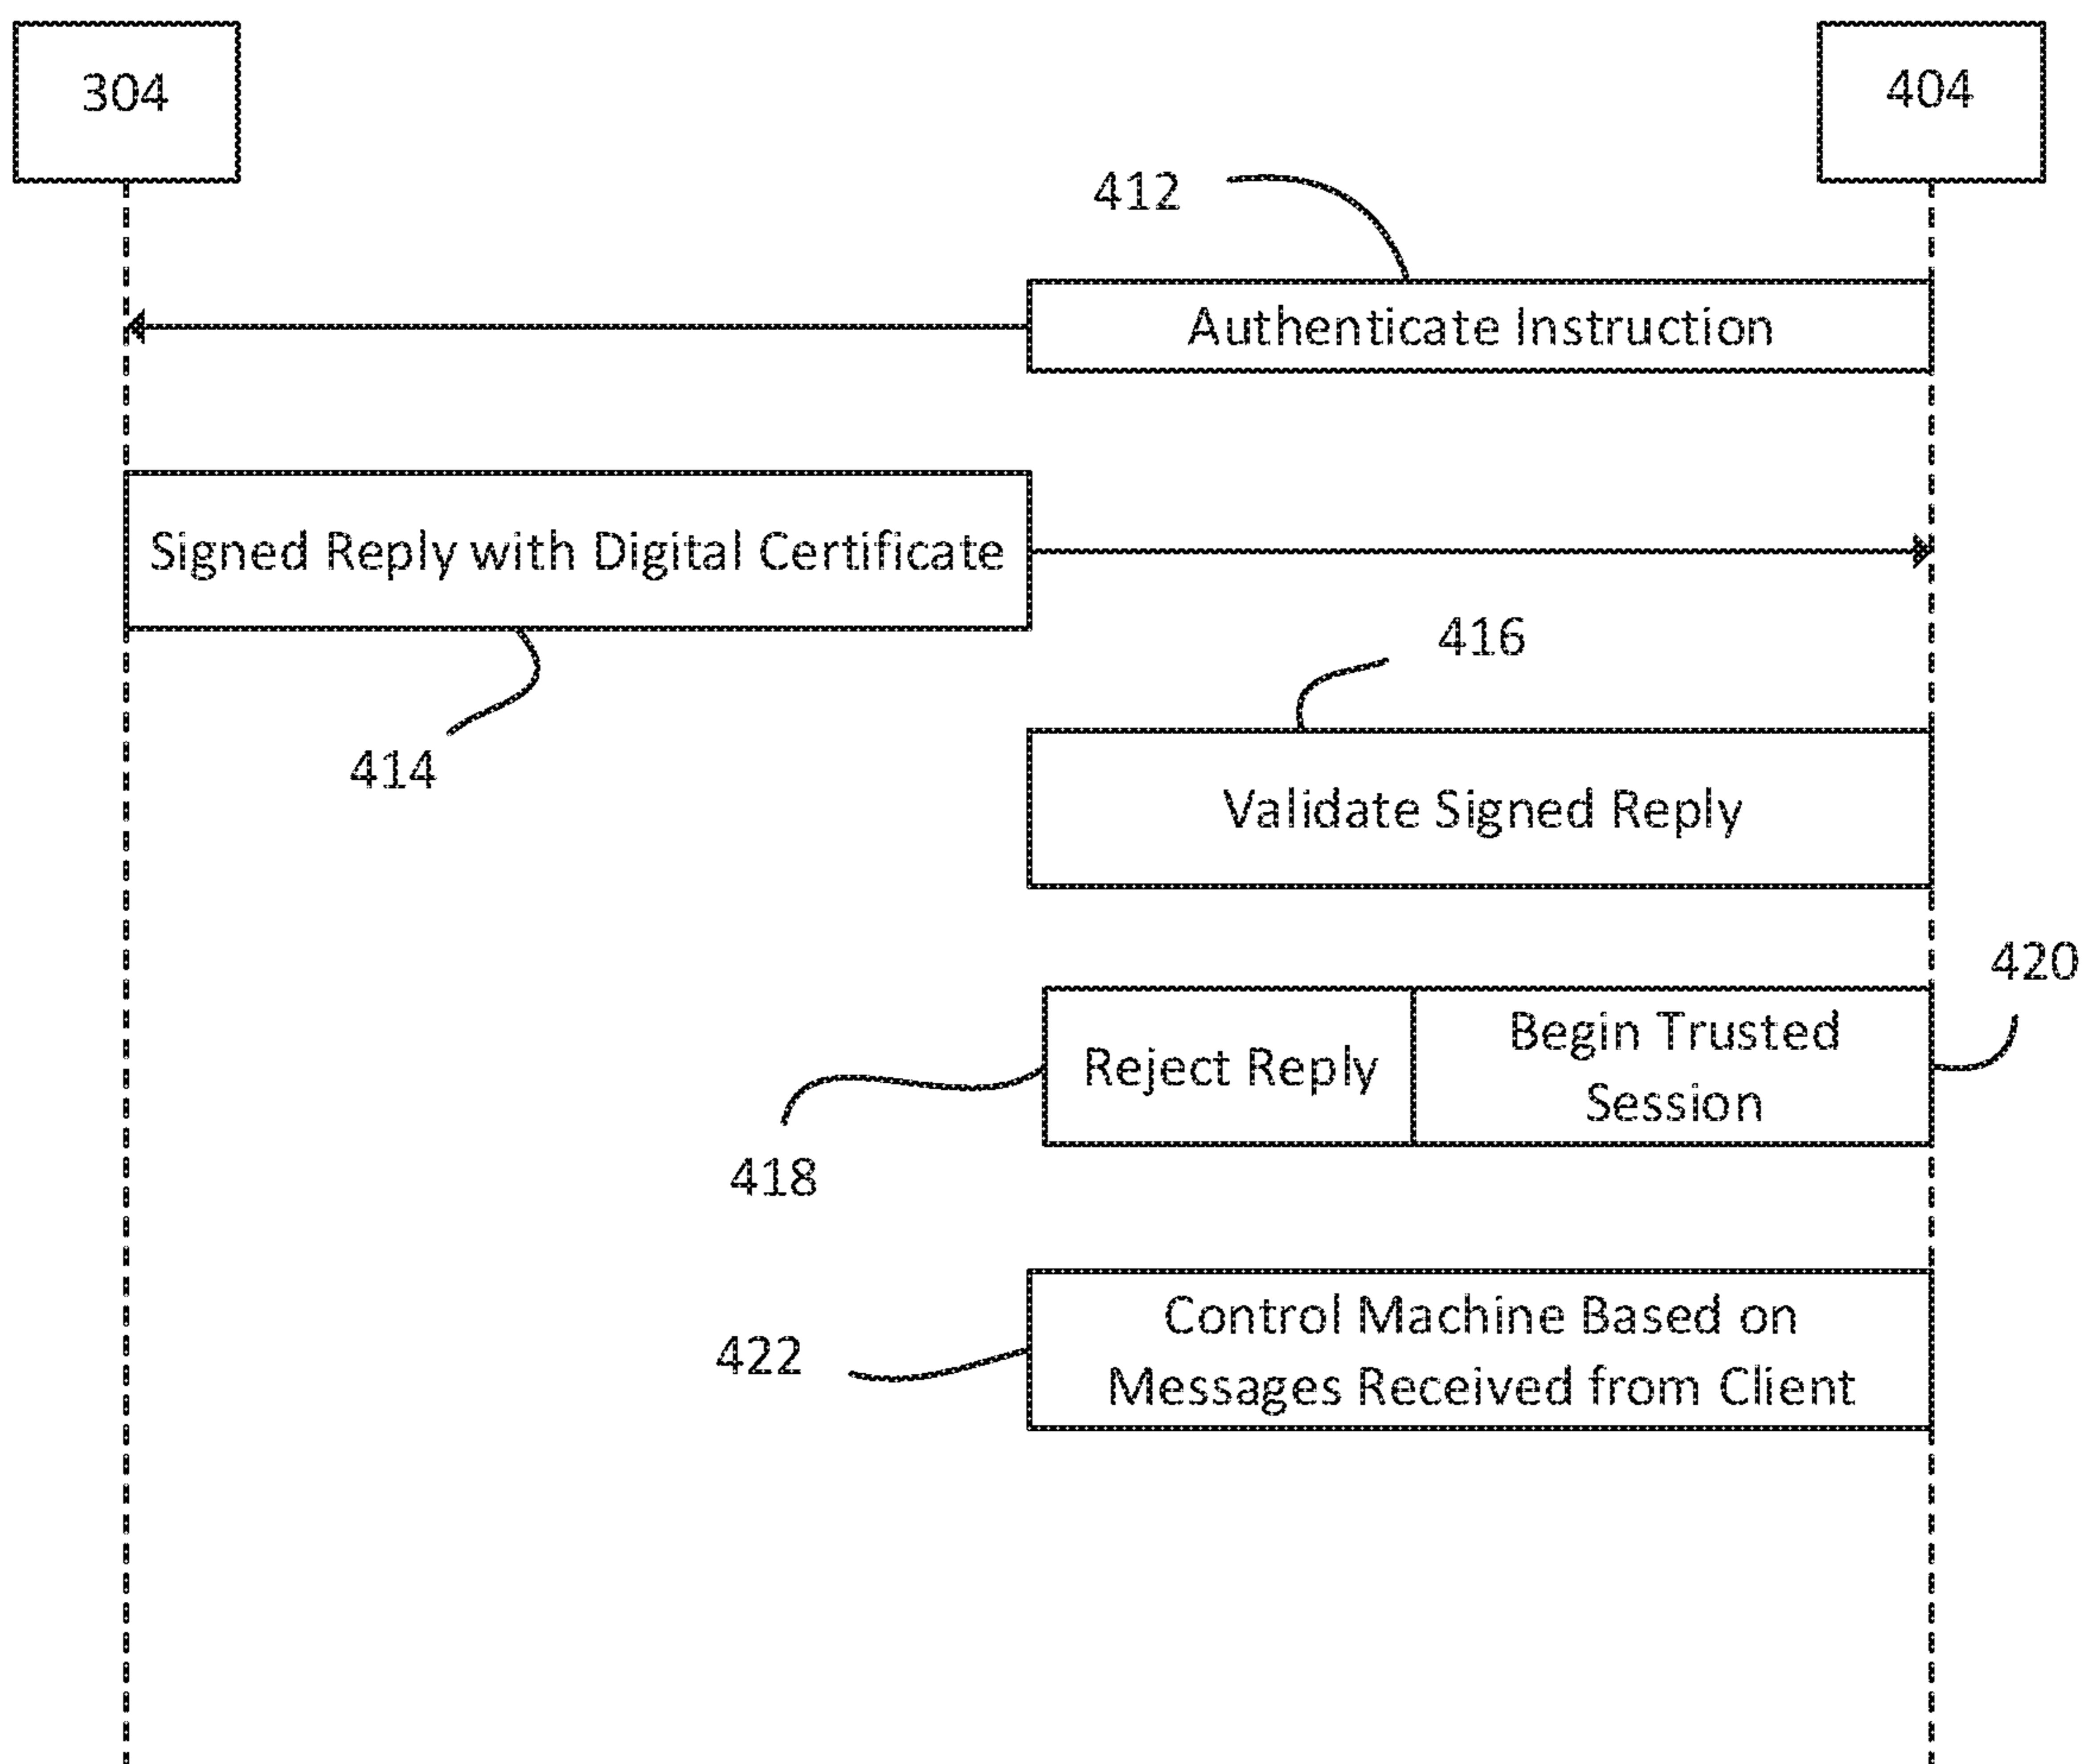 304
404
412
Authenticate Instruction
Signed Reply with Digital Certificate
416
414
Validate Signed Reply
420
Reject Reply
Begin Trusted
Session
418
Control Machine Based on
Messages Received from Client
422